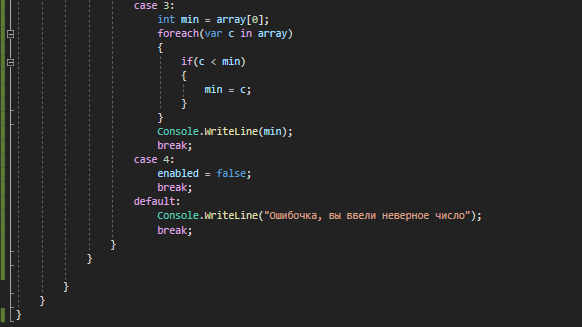 case 3:
int min = array[0];
foreach(var c in array)
{
if(c < min)
{
min = c;
}
}
Console.WriteLine(min);
break;
case 4:
enabled = false;
break;
default:
Console.WriteLine("Ошибочка, вы ввели неверное число");
break;
}
}
}
}
}